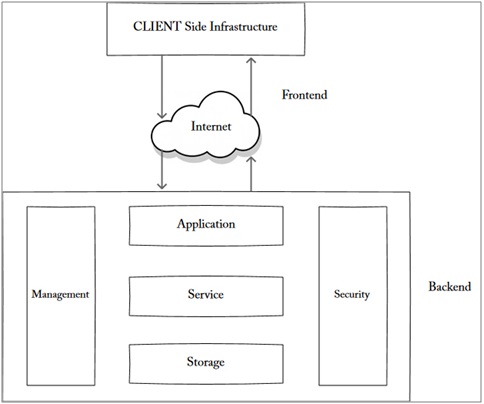 CLIENT Side Infrastructure
Frontend
Internet
Application
Management
Service
Security
Backend
Storage